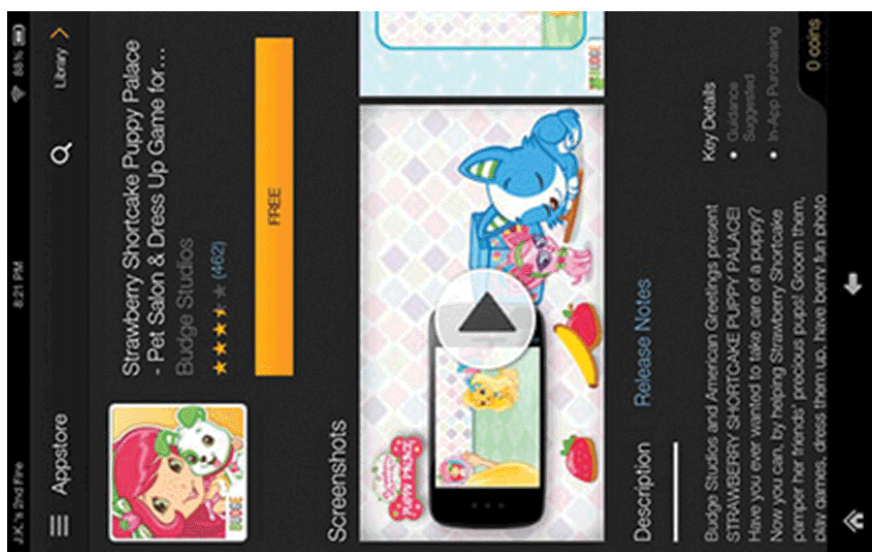 J.K.'s 2nd Fire
8:21 PM
88%
Appstore
Library
BUDGE
Strawberry Shortcake Puppy Palace
- Pet Salon & Dress Up Game for...
Budge Studios
(462)
FREE
Screenshots
BUDGE
PUPPY PALACE
Description
Release Notes
Budge Studios and American Greetings present
STRAWBERRY SHORTCAKE PUPPY PALACE!
Have you ever wanted to take care of a puppy?
Now you can, by helping Strawberry Shortcake
pamper her friends' precious pups! Groom them,
play games, dress them up, have berry fun photo
Key Details
• Guidance
Suggested
• In-App Purchasing
0 coins